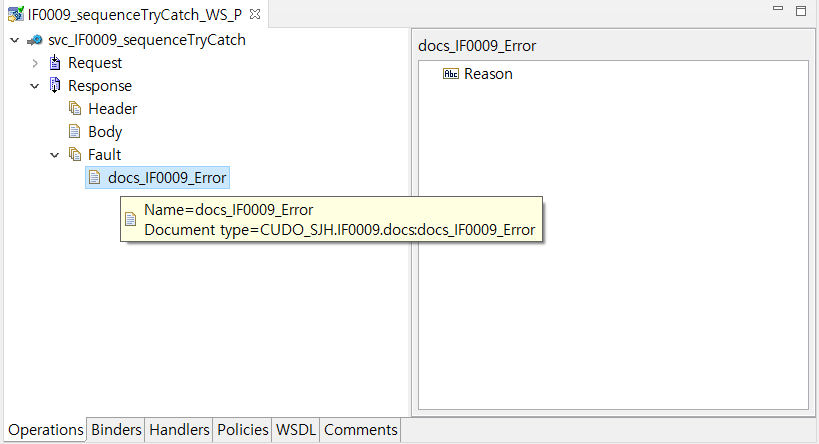 IF0009_sequenceTryCatch_WS_P
svc_IF0009_sequenceTryCatch
Request
Response
Header
Body
Fault
docs_IF0009_Error
Name=docs_IF0009_Error
Document type=CUDO_SJH.IF0009.docs:docs_IF0009_Error
docs_IF0009_Error
Abc Reason
Operations Binders Handlers Policies WSDL Comments